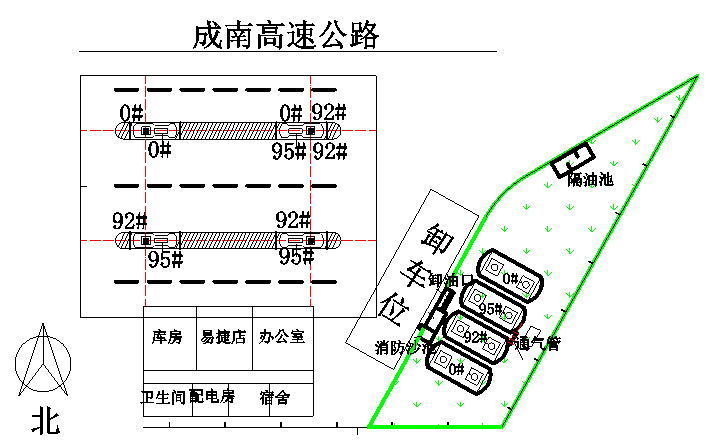 成南高速公路
0#
0#
92#
0#
95#
92#
92#
92#
95#
95#
隔油池
卸车位
卸油口
0#
95#
92#
0#
消防沙池
通气管
库房
易捷店
办公室
卫生间
配电房
宿舍
北